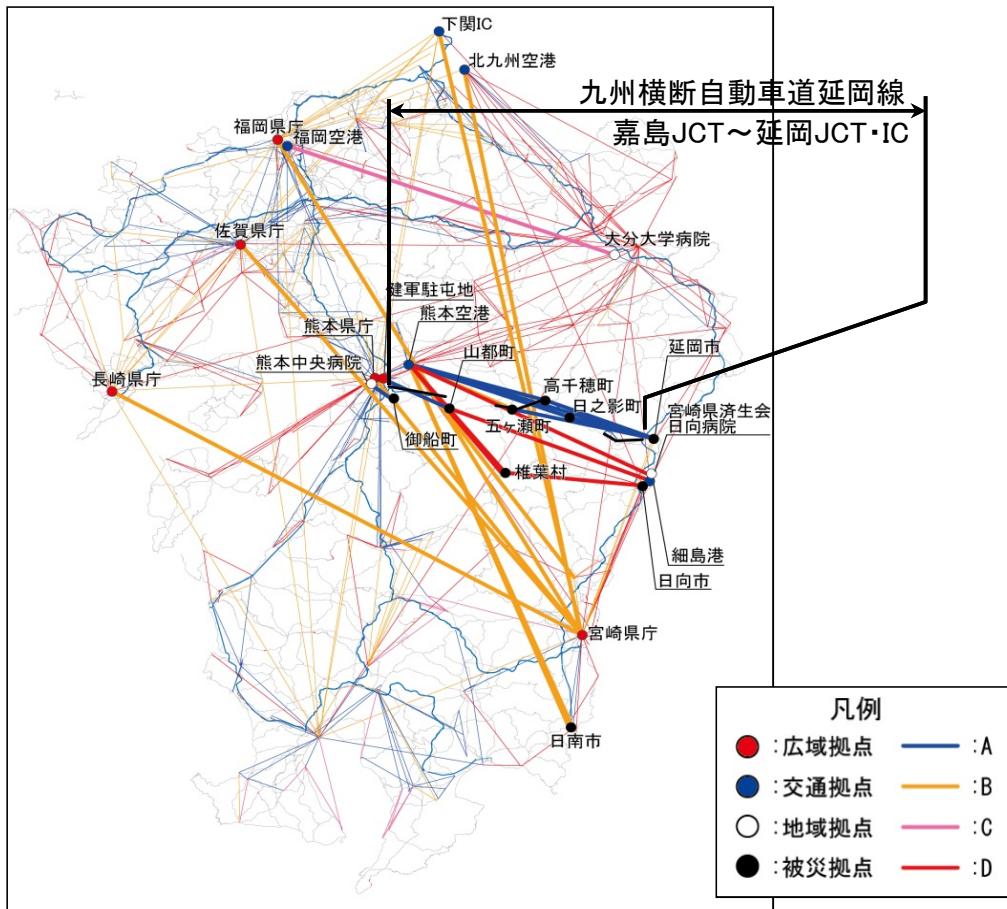 下関IC
北九州空港
九州横断自動車道延岡線
嘉島JCT～延岡JCT・IC
福岡県庁
福岡空港
佐賀県庁
大分大学病院
健軍駐屯地
熊本空港
熊本県庁
山都町
延岡市
熊本中央病院
長崎県庁
高千穂町
日之影町
宮崎県済生会
日向病院
五ヶ瀬町
御船町
椎葉村
細島港
日向市
宮崎県庁
日南市
凡例
:広域拠点
:A
:交通拠点
:B
:地域拠点
:C
:被災拠点
:D